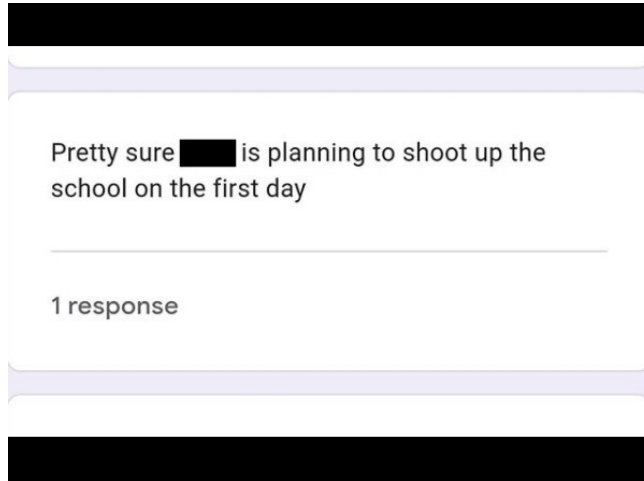 Pretty sure is planning to shoot up the
school on the first day
1 response